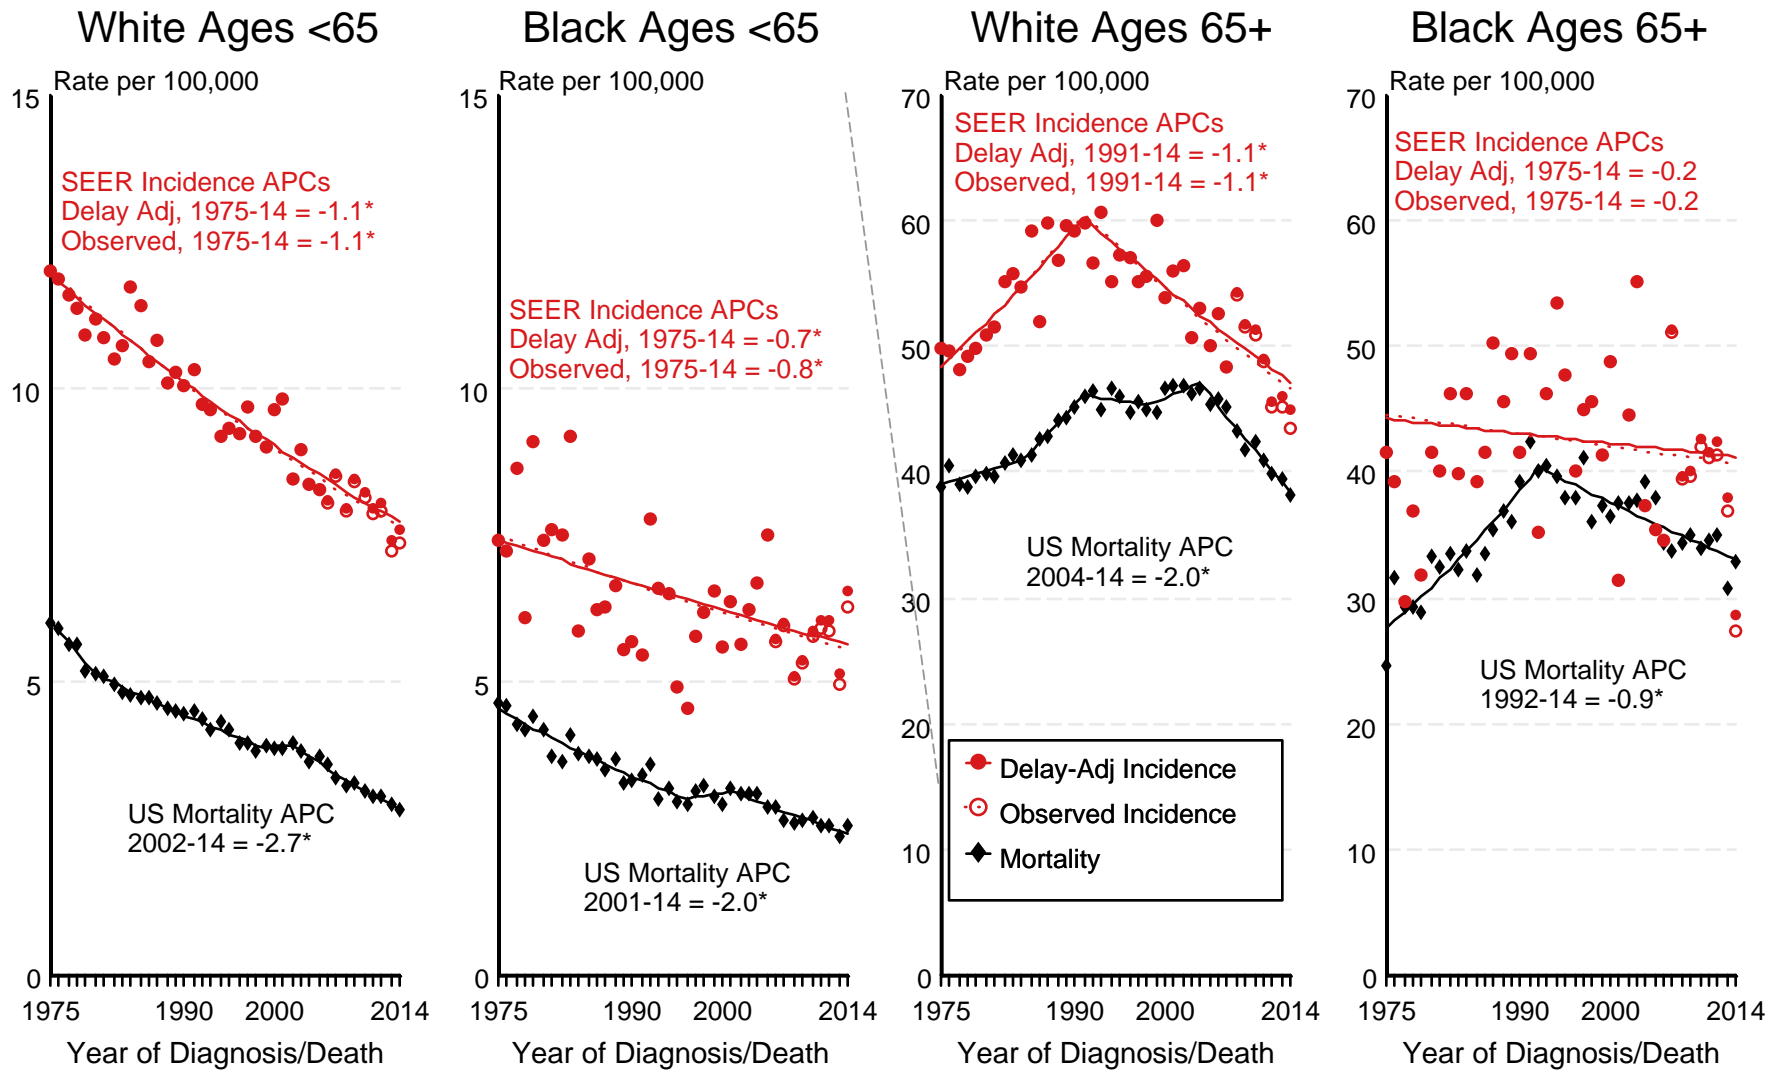 White Ages <65
Rate per 100,000
15
SEER Incidence APCs
Delay Adj, 1975-14 = -1.1*
Observed, 1975-14 = -1.1*
10
5
US Mortality APC
2002-14 = -2.7*
0
1975 1990 2000 2014
Year of Diagnosis/Death
Black Ages <65
Rate per 100,000
15
SEER Incidence APCs
Delay Adj, 1975-14 = -0.7*
Observed, 1975-14 = -0.8*
10
5
US Mortality APC
2001-14 = -2.0*
0
1975 1990 2000 2014
Year of Diagnosis/Death
White Ages 65+
Rate per 100,000
70
SEER Incidence APCs
Delay Adj, 1991-14 = -1.1*
Observed, 1991-14 = -1.1*
60
50
40
US Mortality APC
2004-14 = -2.0*
30
20
Delay-Adj Incidence
Observed Incidence
Mortality
10
0
1975 1990 2000 2014
Year of Diagnosis/Death
Black Ages 65+
Rate per 100,000
70
SEER Incidence APCs
Delay Adj, 1975-14 = -0.2
Observed, 1975-14 = -0.2
60
50
40
30
US Mortality APC
1992-14 = -0.9*
20
10
0
1975 1990 2000 2014
Year of Diagnosis/Death